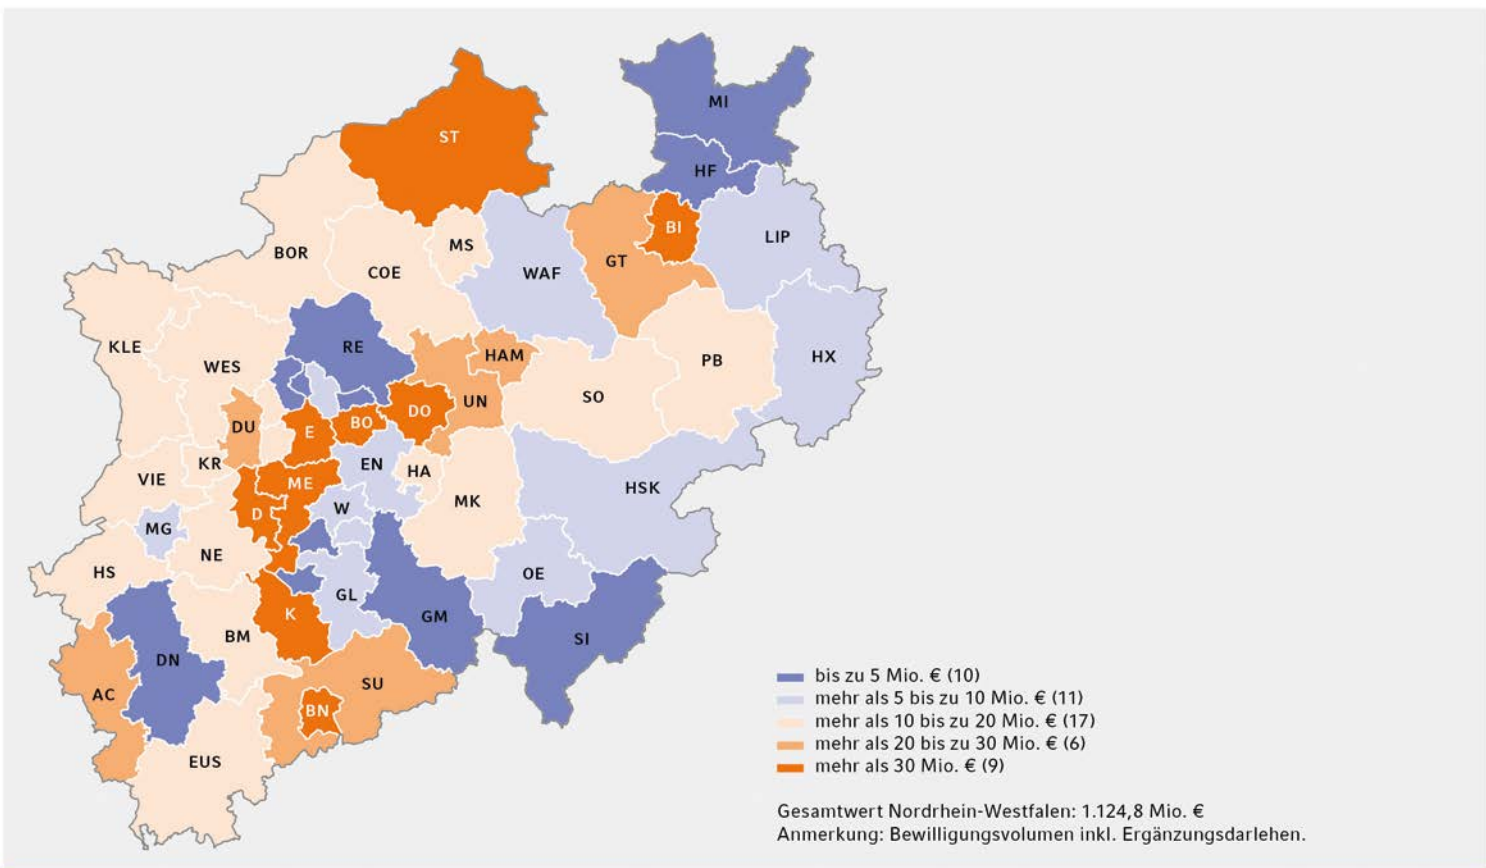 ST
MI
HF
BI
LIP
BOR
MS
COE
WAF
GT
KLE
WES
RE
HAM
PB
HX
UN
SO
DO
BO
DU
E
EN
HA
KR
VIE
ME
MK
HSK
W
D
MG
NE
HS
OE
GL
K
GM
BM
SI
DN
SU
AC
BN
EUS
bis zu 5 Mio. € (10)
mehr als 5 bis zu 10 Mio. € (11)
mehr als 10 bis zu 20 Mio. € (17)
mehr als 20 bis zu 30 Mio. € (6)
mehr als 30 Mio. € (9)
Gesamtwert Nordrhein-Westfalen: 1.124,8 Mio. €
Anmerkung: Bewilligungsvolumen inkl. Ergänzungsdarlehen.